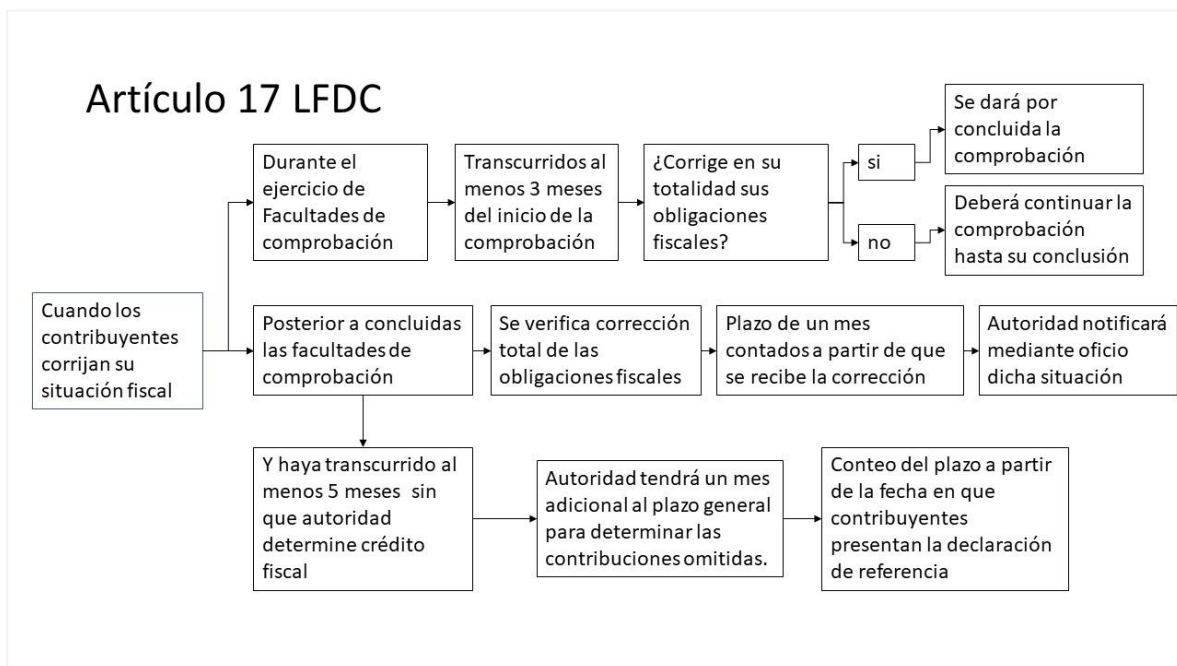 Artículo 17 LFDC
Cuando los
contribuyentes
corrijan su
situación fiscal
Durante el
ejercicio de
Facultades de
comprobación
Transcurridos al
menos 3 meses
del inicio de la
comprobación
¿Corrige en su
totalidad sus
obligaciones
fiscales?
si
Se dará por
concluida la
comprobación
no
Deberá continuar la
comprobación
hasta su conclusión
Posterior a concluidas
las facultades de
comprobación
Se verifica corrección
total de las
obligaciones fiscales
Plazo de un mes
contados a partir de que
se recibe la corrección
Autoridad notificará
mediante oficio
dicha situación
Y haya transcurrido al
menos 5 meses sin
que autoridad
determine crédito
fiscal
Autoridad tendrá un mes
adicional al plazo general
para determinar las
contribuciones omitidas.
Conteo del plazo a partir
de la fecha en que
contribuyentes
presentan la declaración
de referencia